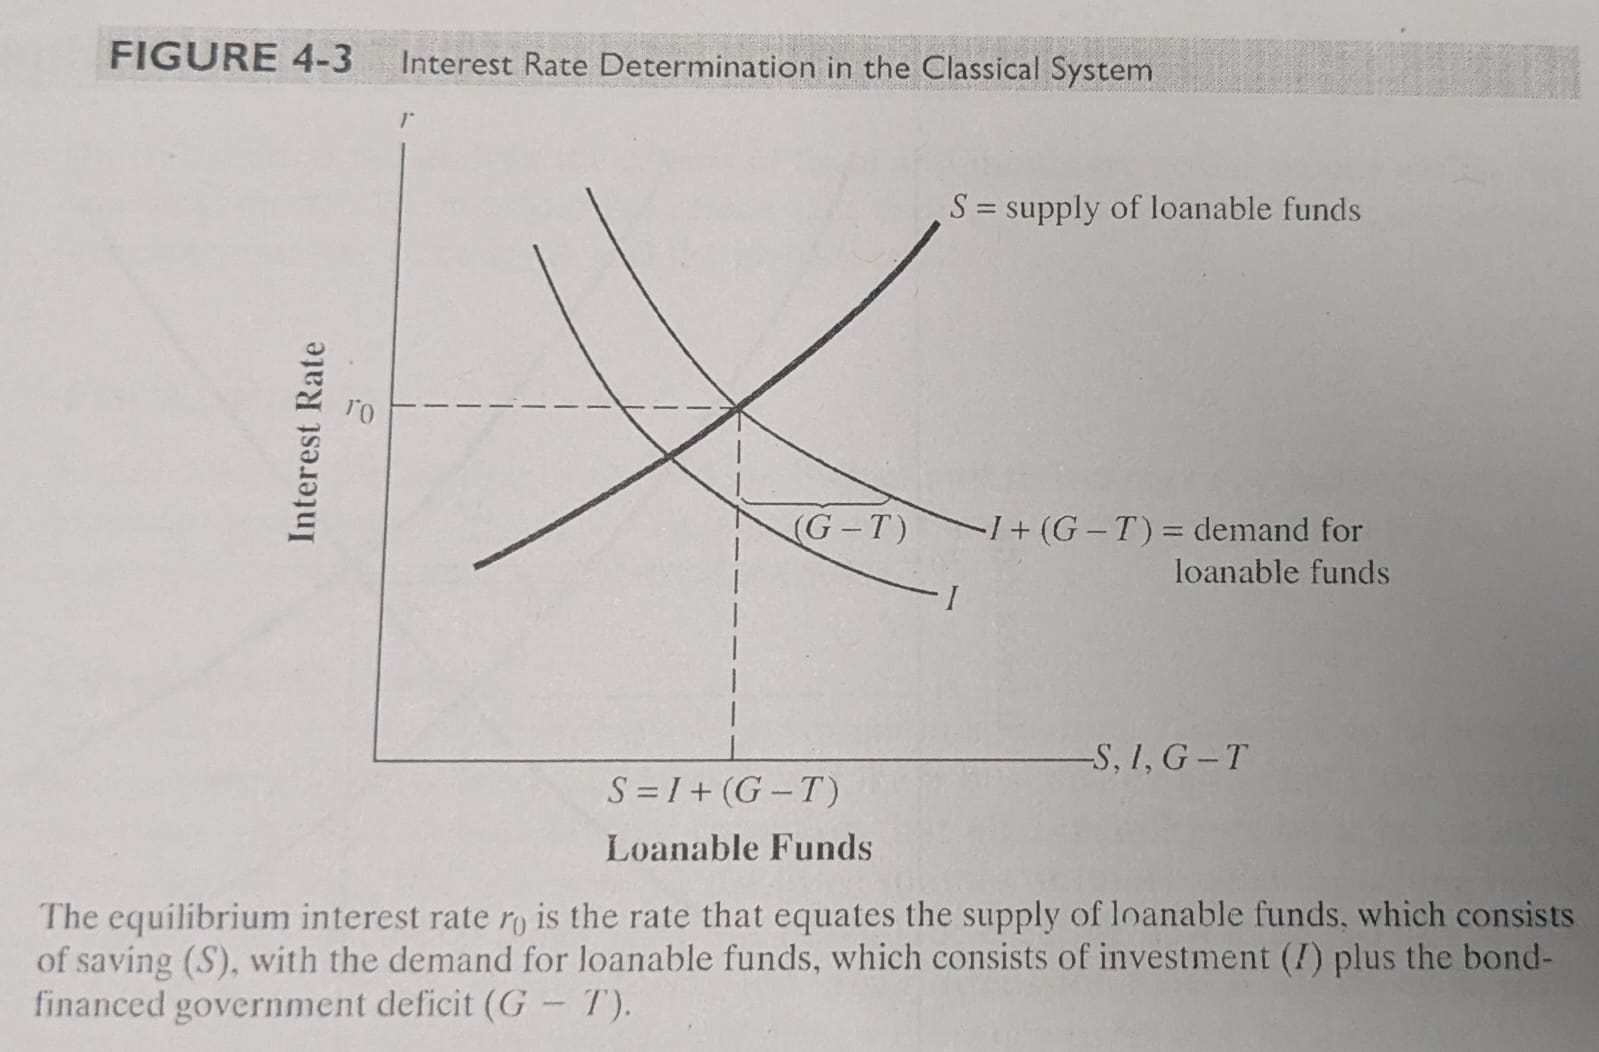 FIGURE 4-3 Interest Rate Determination in the Classical System
r
S = supply of loanable funds
Interest Rate
r0
(G – T)
I + (G – T) = demand for
loanable funds
I
S, I, G – T
S = I + (G – T)
Loanable Funds
The equilibrium interest rate r0 is the rate that equates the supply of loanable funds, which consists
of saving (S), with the demand for loanable funds, which consists of investment (I) plus the bond-
financed government deficit (G – T).